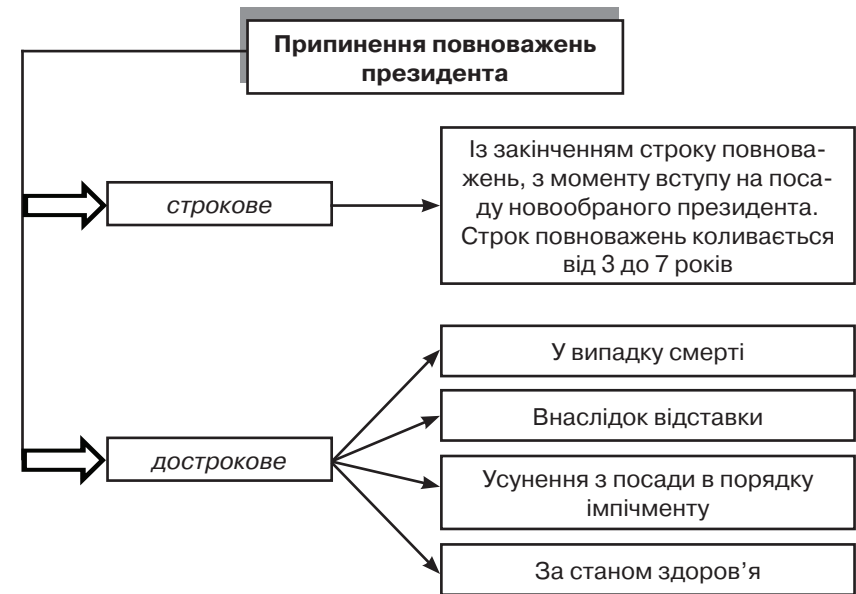 Припинення повноважень
президента
строкове
Із закінченням строку повнова-
жень, з моменту вступу на поса-
ду новообраного президента.
Строк повноважень коливається
від 3 до 7 років
дострокове
У випадку смерті
Внаслідок відставки
Усунення з посади в порядку
імпічменту
За станом здоров’я